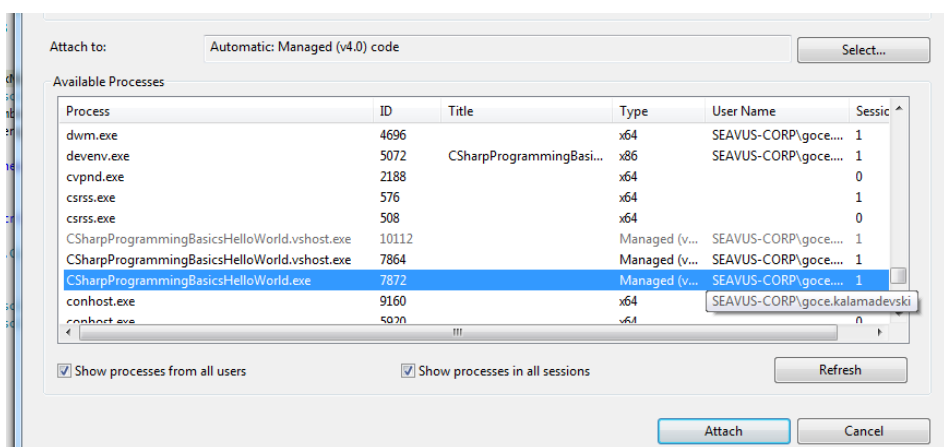 Attach to: Automatic: Managed (v4.0) code Select...
Available Processes
Process ID Title Type User Name Sessic
dwm.exe 4696 x64 SEAVUS-CORP\goce.... 1
devenv.exe 5072 CSharpProgrammingBasi... x86 SEAVUS-CORP\goce.... 1
cvpnd.exe 2188 x64 0
csrss.exe 576 x64 1
csrss.exe 508 x64 0
CSharpProgrammingBasicsHelloWorld.vshost.exe 10112 Managed (v... SEAVUS-CORP\goce.... 1
CSharpProgrammingBasicsHelloWorld.vshost.exe 7864 Managed (v... SEAVUS-CORP\goce.... 1
CSharpProgrammingBasicsHelloWorld.exe 7872 Managed (v... SEAVUS-CORP\goce.... 1
conhost.exe 9160 x64 SEAVUS-CORP\goce.kalamadevski
conhost.exe 5920 x64 0
Show processes from all users Show processes in all sessions Refresh
Attach Cancel